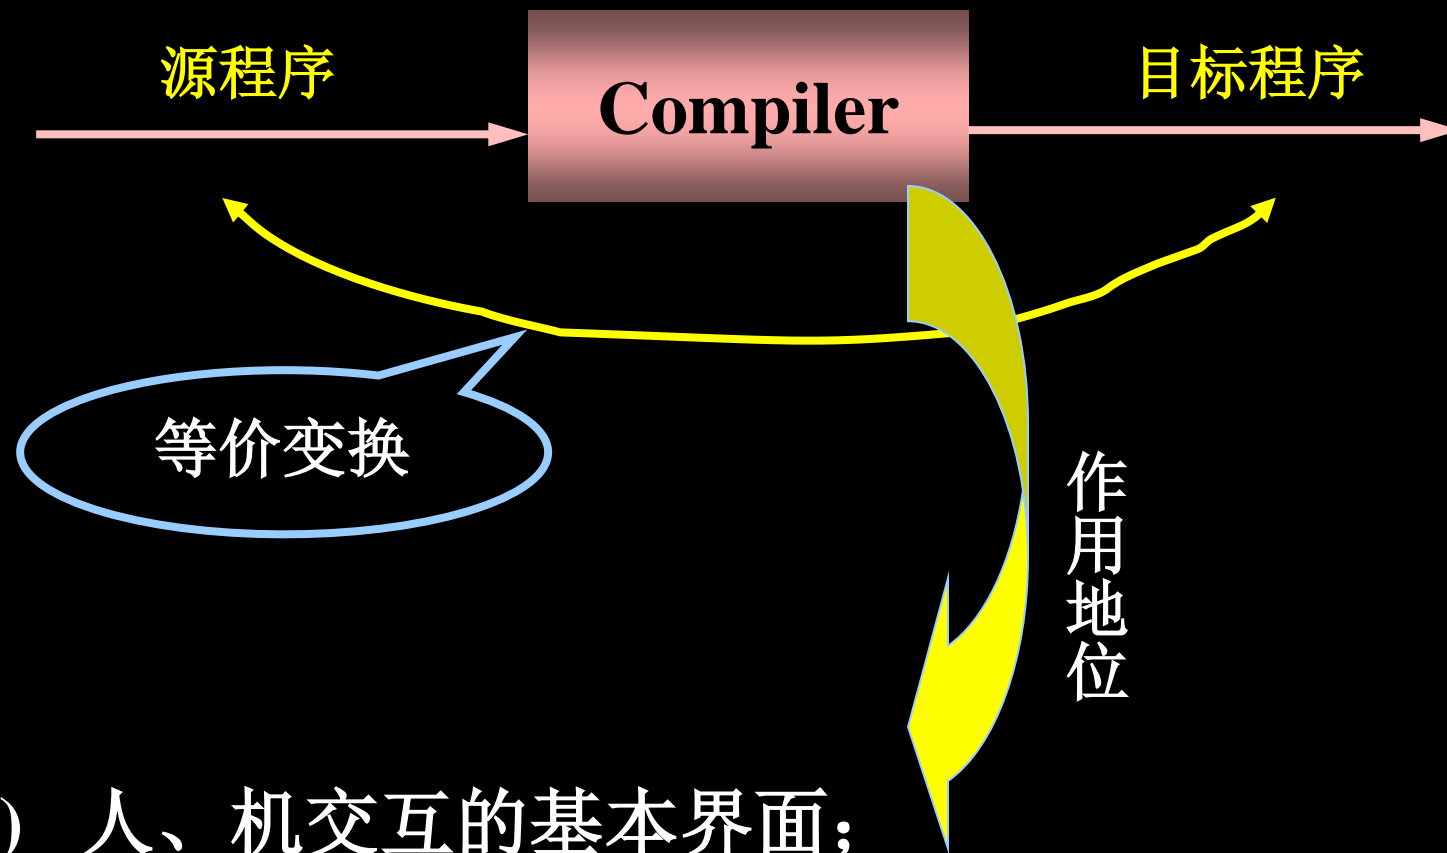 源程序
Compiler
目标程序
等价变换
作用地位
) 人、机交互的基本界面；